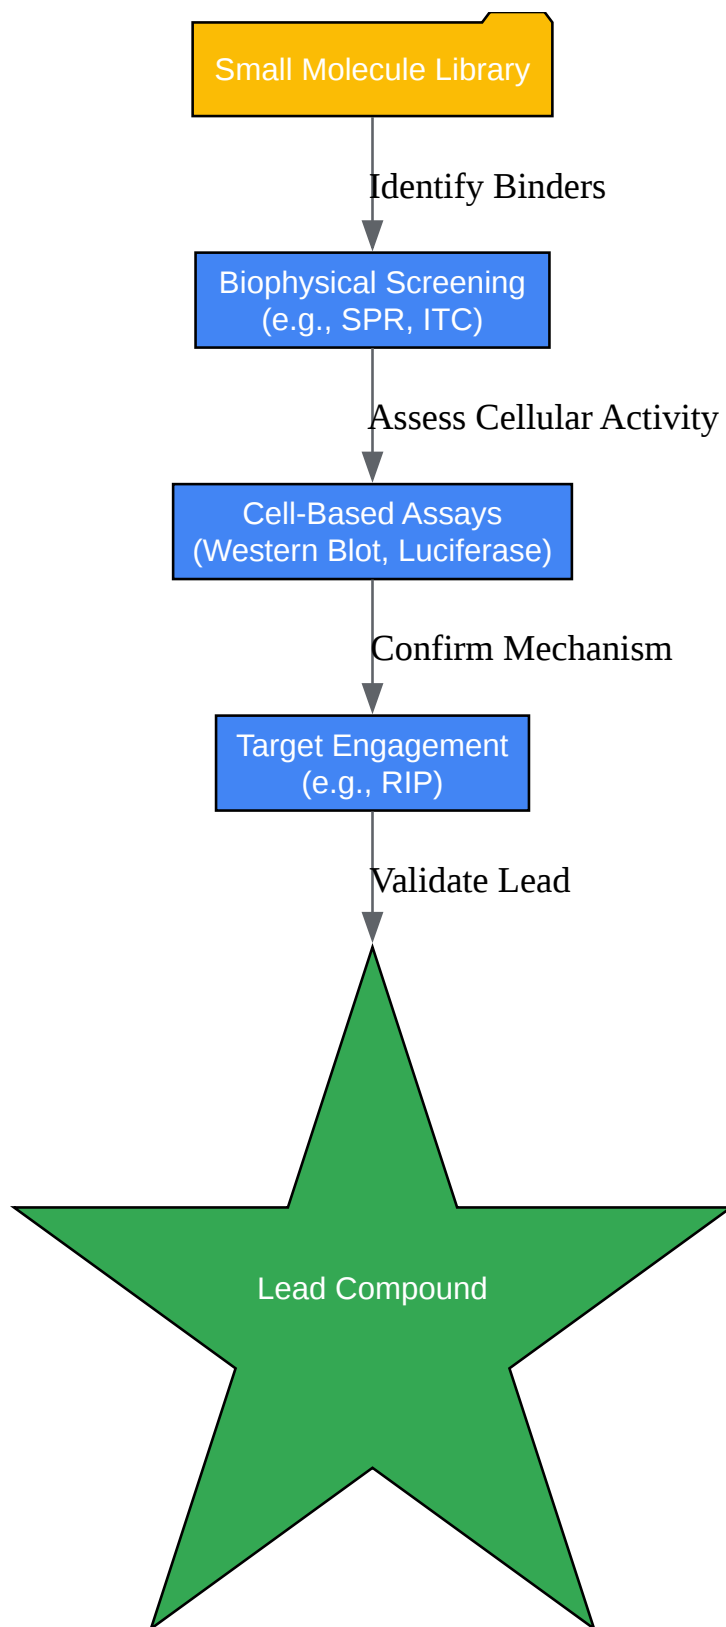 Small Molecule Library
Identify Binders
Biophysical Screening
(e.g., SPR, ITC)
Assess Cellular Activity
Cell-Based Assays
(Western Blot, Luciferase)
Confirm Mechanism
Target Engagement
(e.g., RIP)
Validate Lead
Lead Compound